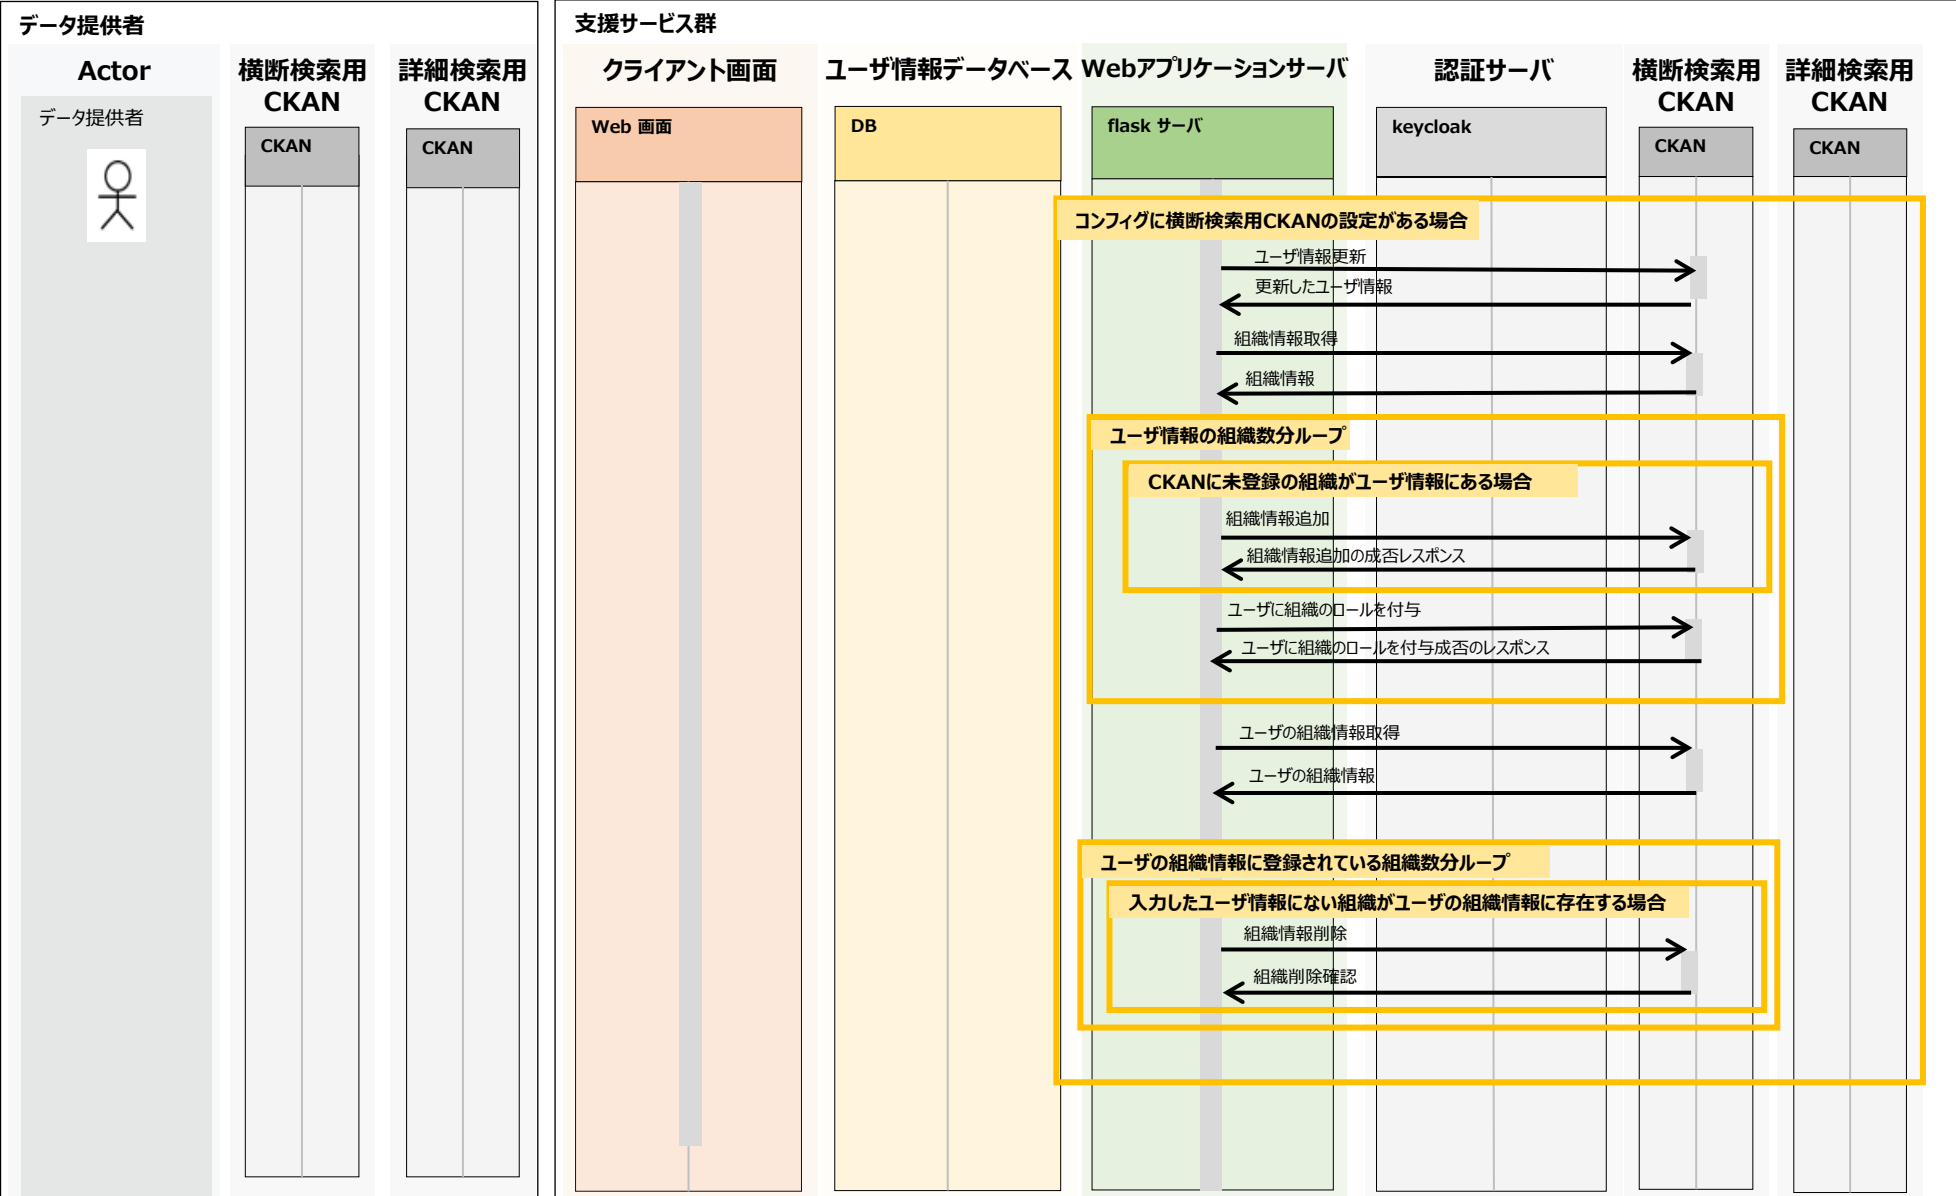 データ提供者
支援サービス群
Actor
横断検索用
CKAN
詳細検索用
CKAN
クライアント画面
ユーザ情報データベース
Webアプリケーションサーバ
認証サーバ
横断検索用
CKAN
詳細検索用
CKAN
データ提供者
CKAN
CKAN
Web 画面
DB
flask サーバ
keycloak
CKAN
CKAN
コンフィグに横断検索用CKANの設定がある場合
ユーザ情報更新
更新したユーザ情報
組織情報取得
組織情報
ユーザ情報の組織数分ループ
CKANに未登録の組織がユーザ情報にある場合
組織情報追加
組織情報追加の成否レスポンス
ユーザに組織のロールを付与
ユーザに組織のロールを付与成否のレスポンス
ユーザの組織情報取得
ユーザの組織情報
ユーザの組織情報に登録されている組織数分ループ
入力したユーザ情報にない組織がユーザの組織情報に存在する場合
組織情報削除
組織削除確認